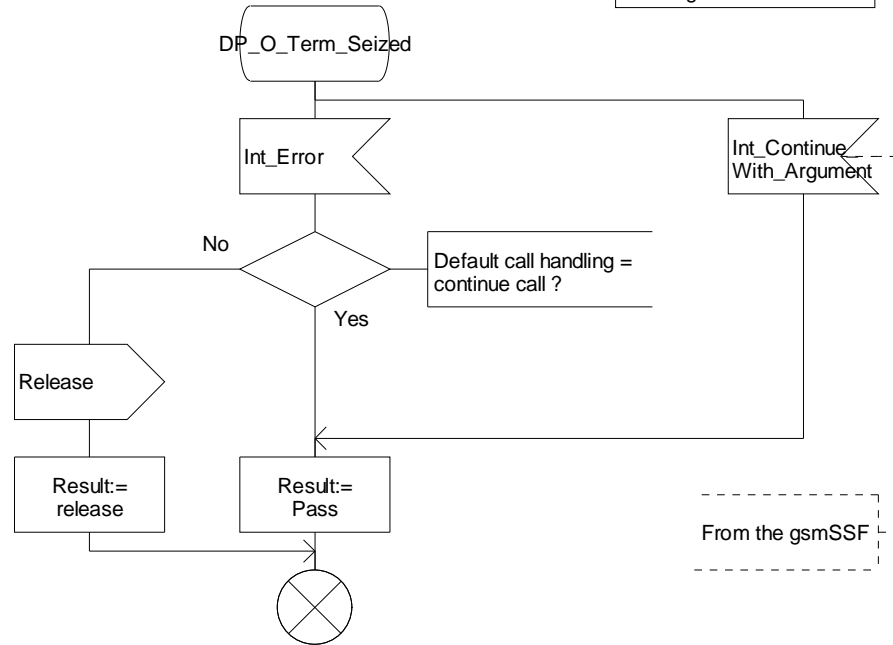 DP_O_Term_Seized
Int_Error
Int_Continue
With_Argument
No
Default call handling =
continue call ?
Yes
Release
Result:=
release
Result:=
Pass
From the gsmSSF